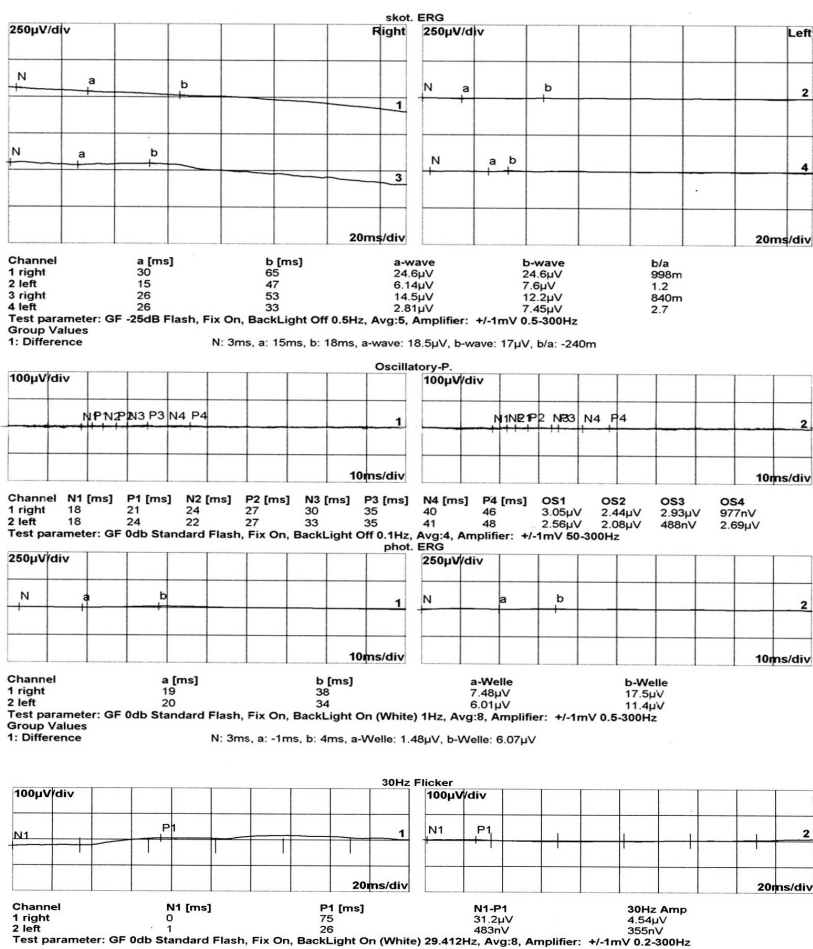 skot. ERG
250µV/div Right 250µV/div Left
N a b 1 N a b 2
N a b 3 N a b 4
20ms/div 20ms/div
Channel a [ms] b [ms] a-wave b-wave b/a
1 right 30 65 24.6µV 24.6µV 998m
2 left 15 47 6.14µV 7.6µV 1.2
3 right 26 53 14.5µV 12.2µV 840m
4 left 26 33 2.81µV 7.45µV 2.7
Test parameter: GF -25dB Flash, Fix On, BackLight Off 0.5Hz, Avg:5, Amplifier: +/-1mV 0.5-300Hz
Group Values
1: Difference N: 3ms, a: 15ms, b: 18ms, a-wave: 18.5µV, b-wave: 17µV, b/a: -240m
Oscillatory-P.
100µV/div 100µV/div
N1 P1 N2 P2 N3 P3 N4 P4 1 N1 N2 P1 P2 N3 P3 N4 P4 2
10ms/div 10ms/div
Channel N1 [ms] P1 [ms] N2 [ms] P2 [ms] N3 [ms] P3 [ms] N4 [ms] P4 [ms] OS1 OS2 OS3 OS4
1 right 18 21 24 27 30 35 40 46 3.05µV 2.44µV 2.93µV 977nV
2 left 18 24 22 27 33 35 41 48 2.56µV 2.08µV 488nV 2.69µV
Test parameter: GF 0db Standard Flash, Fix On, BackLight Off 0.1Hz, Avg:4, Amplifier: +/-1mV 50-300Hz
phot. ERG
250µV/div 250µV/div
N a b 1 N a b 2
10ms/div 10ms/div
Channel a [ms] b [ms] a-Welle b-Welle
1 right 19 38 7.48µV 17.5µV
2 left 20 34 6.01µV 11.4µV
Test parameter: GF 0db Standard Flash, Fix On, BackLight On (White) 1Hz, Avg:8, Amplifier: +/-1mV 0.5-300Hz
Group Values
1: Difference N: 3ms, a: -1ms, b: 4ms, a-Welle: 1.48µV, b-Welle: 6.07µV
30Hz Flicker
100µV/div 100µV/div
N1 P1 1 N1 P1 2
20ms/div 20ms/div
Channel N1 [ms] P1 [ms] N1-P1 30Hz Amp
1 right 0 75 31.2µV 4.54µV
2 left 1 26 483nV 355nV
Test parameter: GF 0db Standard Flash, Fix On, BackLight On (White) 29.412Hz, Avg:8, Amplifier: +/-1mV 0.2-300Hz